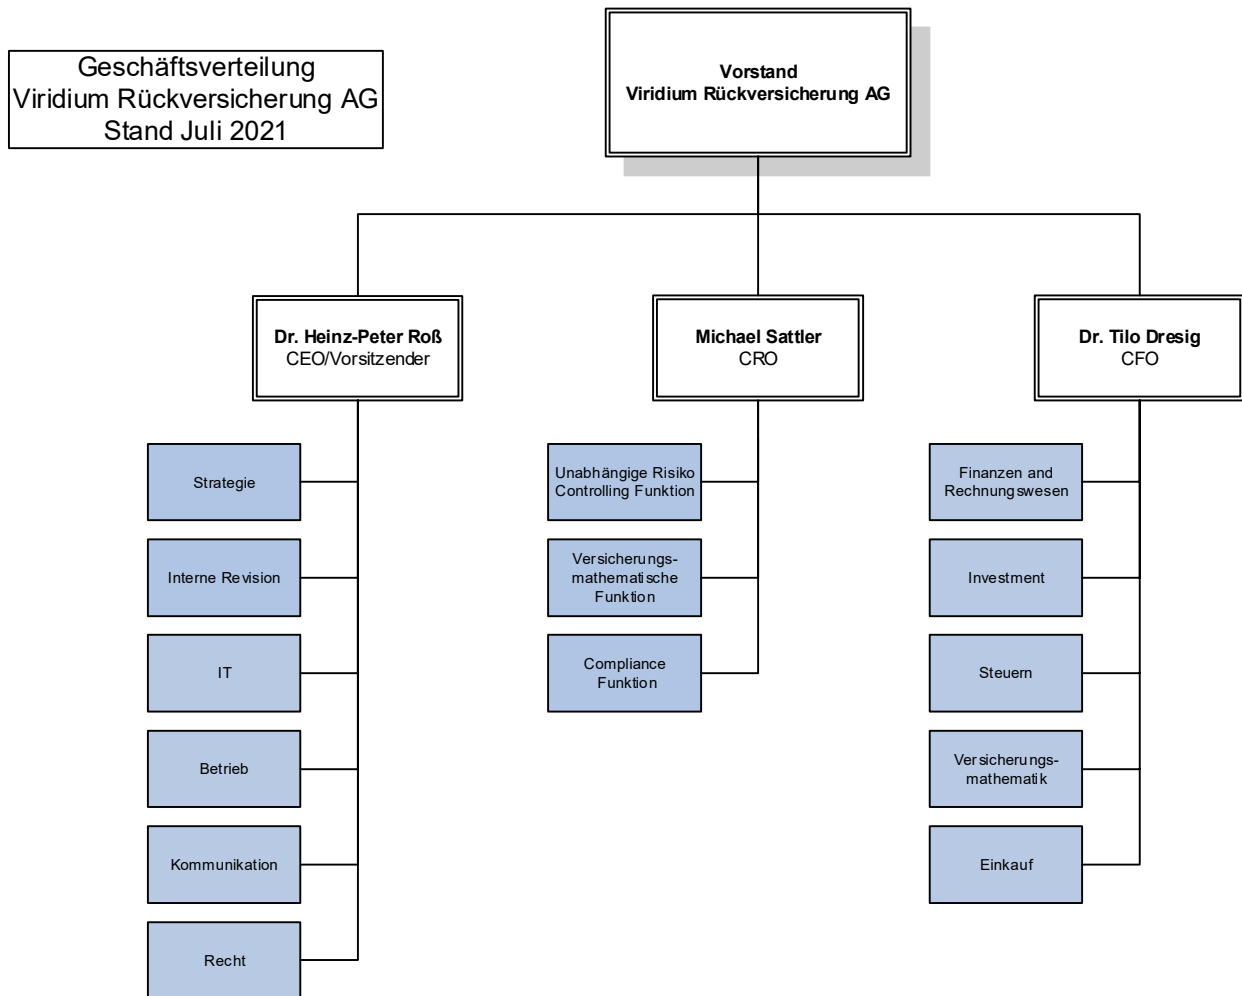 Geschäftsverteilung
Viridium Rückversicherung AG
Stand Juli 2021
Vorstand
Viridium Rückversicherung AG
Dr. Heinz-Peter Roß
CEO/Vorsitzender
Strategie
Interne Revision
IT
Betrieb
Kommunikation
Recht
Michael Sattler
CRO
Unabhängige Risiko
Controlling Funktion
Versicherungs-
mathematische
Funktion
Compliance
Funktion
Dr. Tilo Dresig
CFO
Finanzen and
Rechnungswesen
Investment
Steuern
Versicherungs-
mathematik
Einkauf